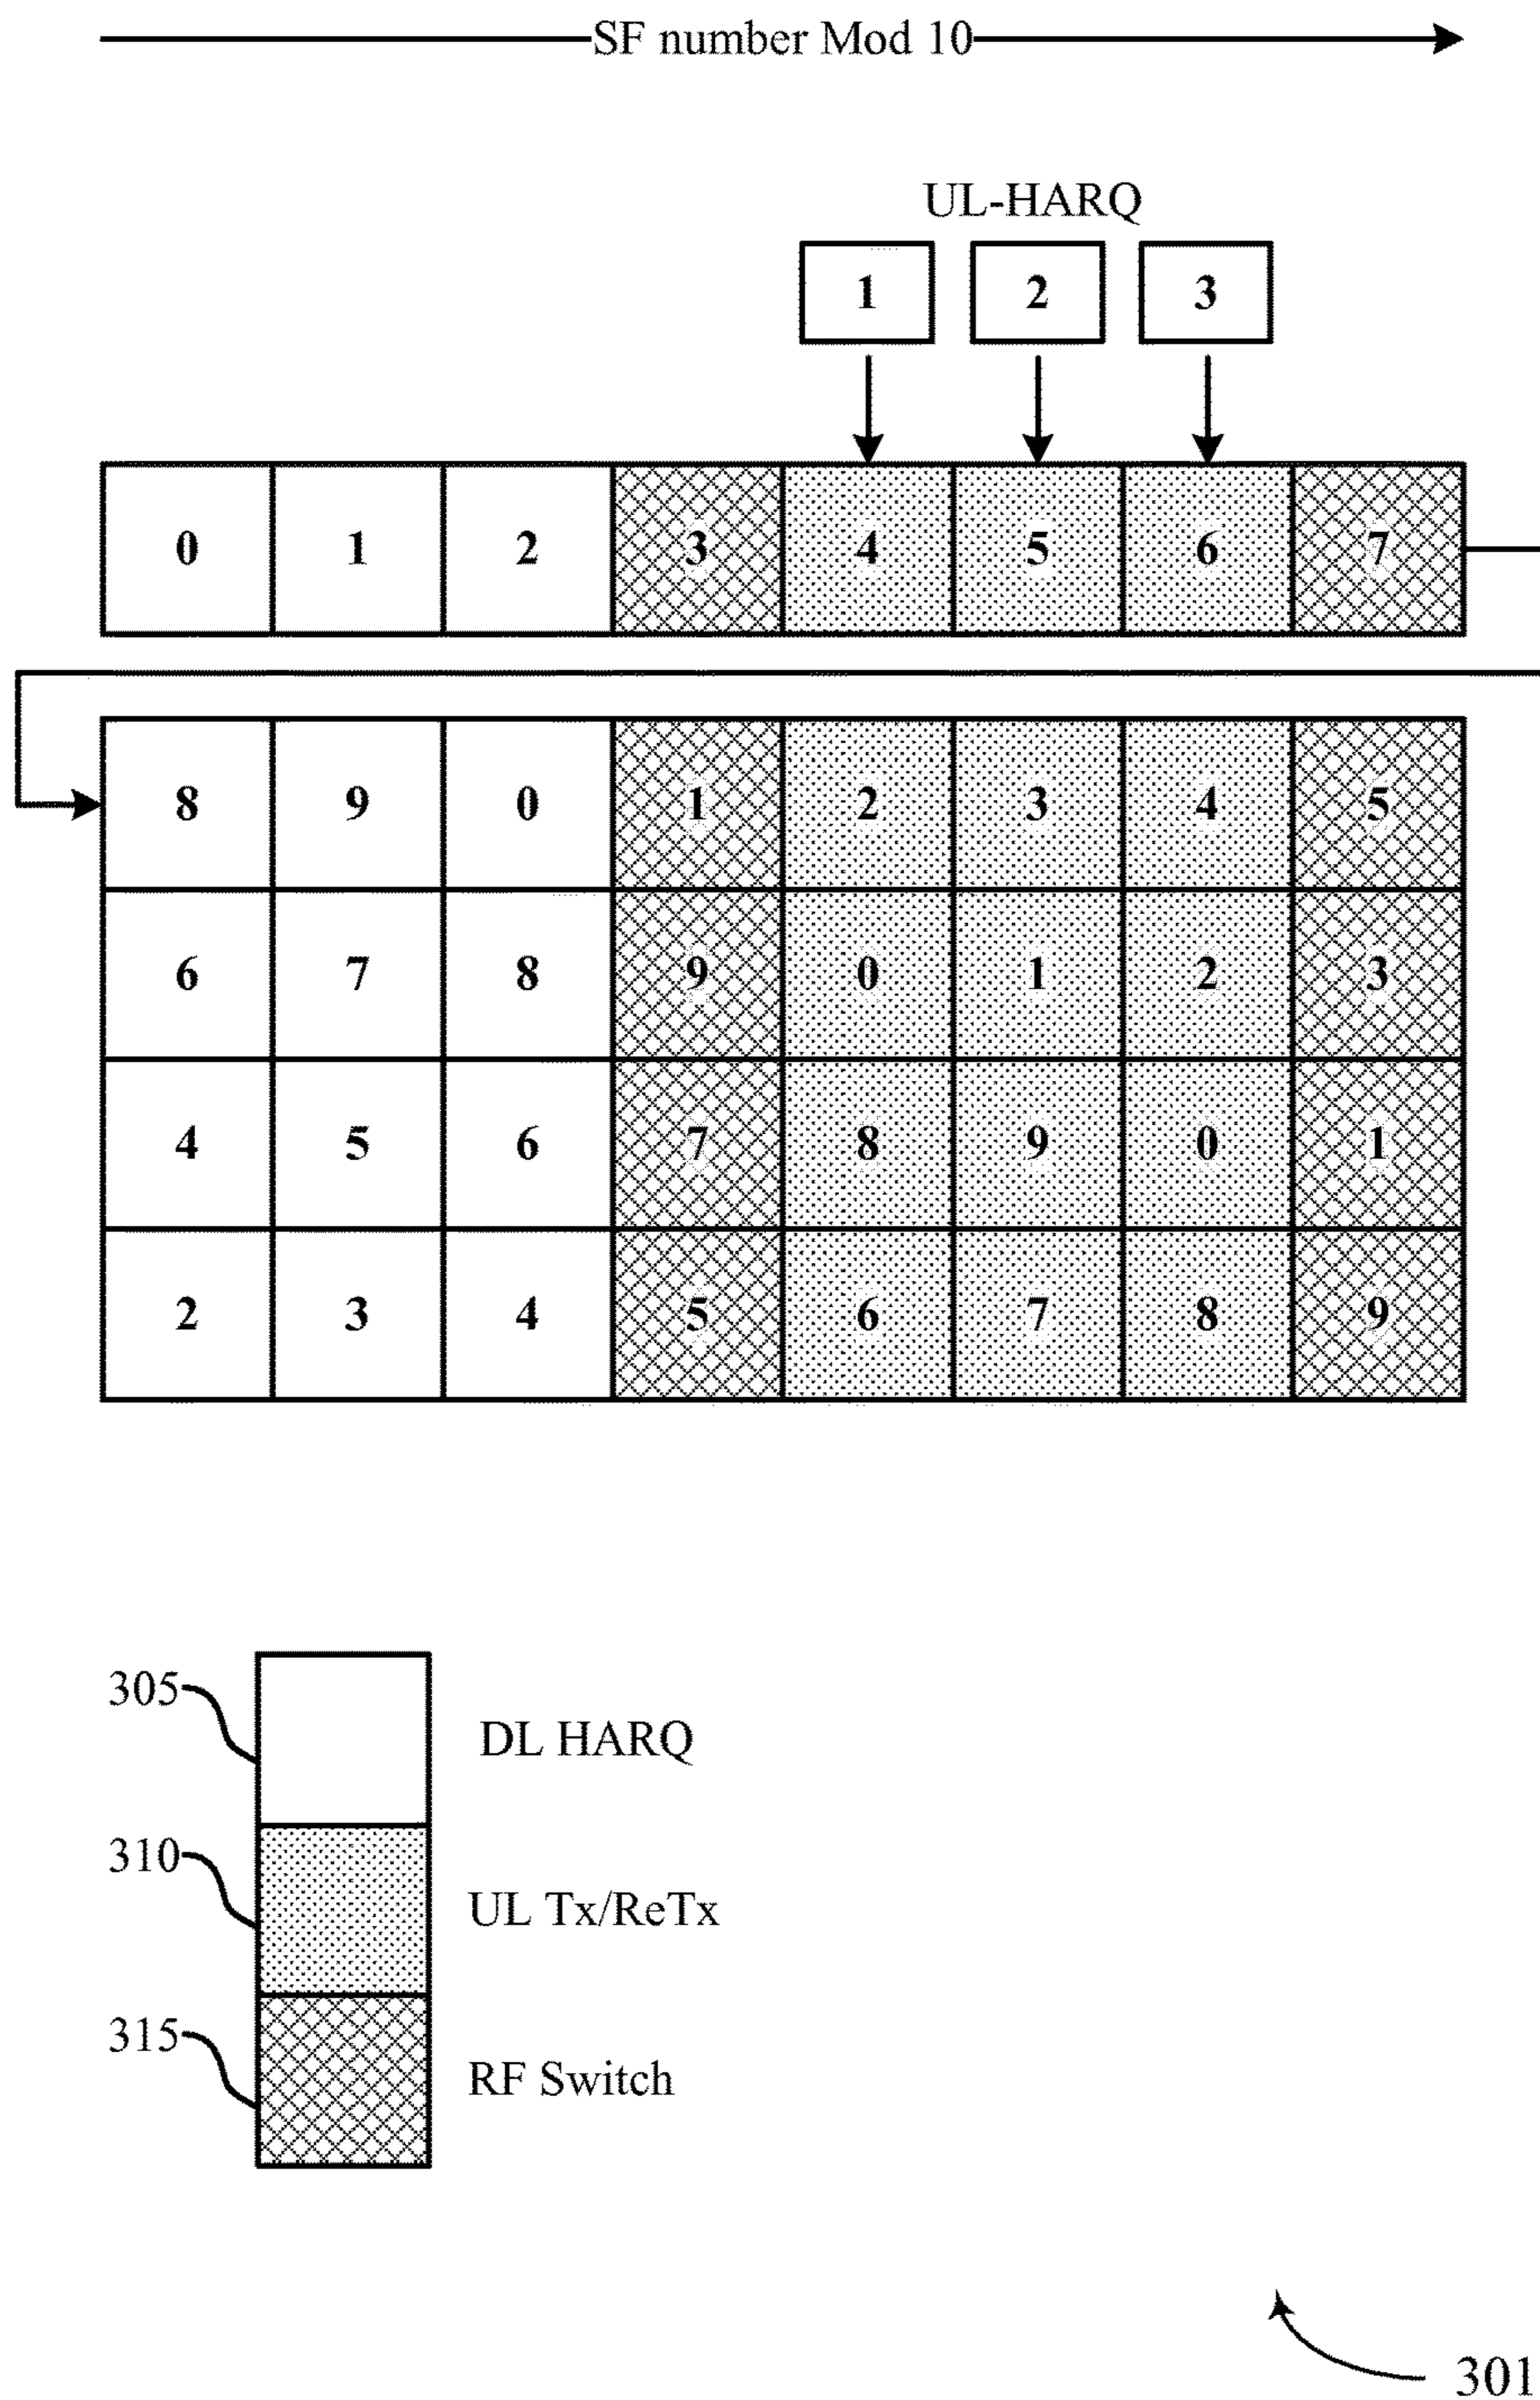 SF number Mod 10
UL-HARQ
1 2 3
0 1 2 3 4 5 6 7
8 9 0 1 2 3 4 5
6 7 8 9 0 1 2 3
4 5 6 7 8 9 0 1
2 3 4 5 6 7 8 9
305 DL HARQ
310 UL Tx/ReTx
315 RF Switch
301